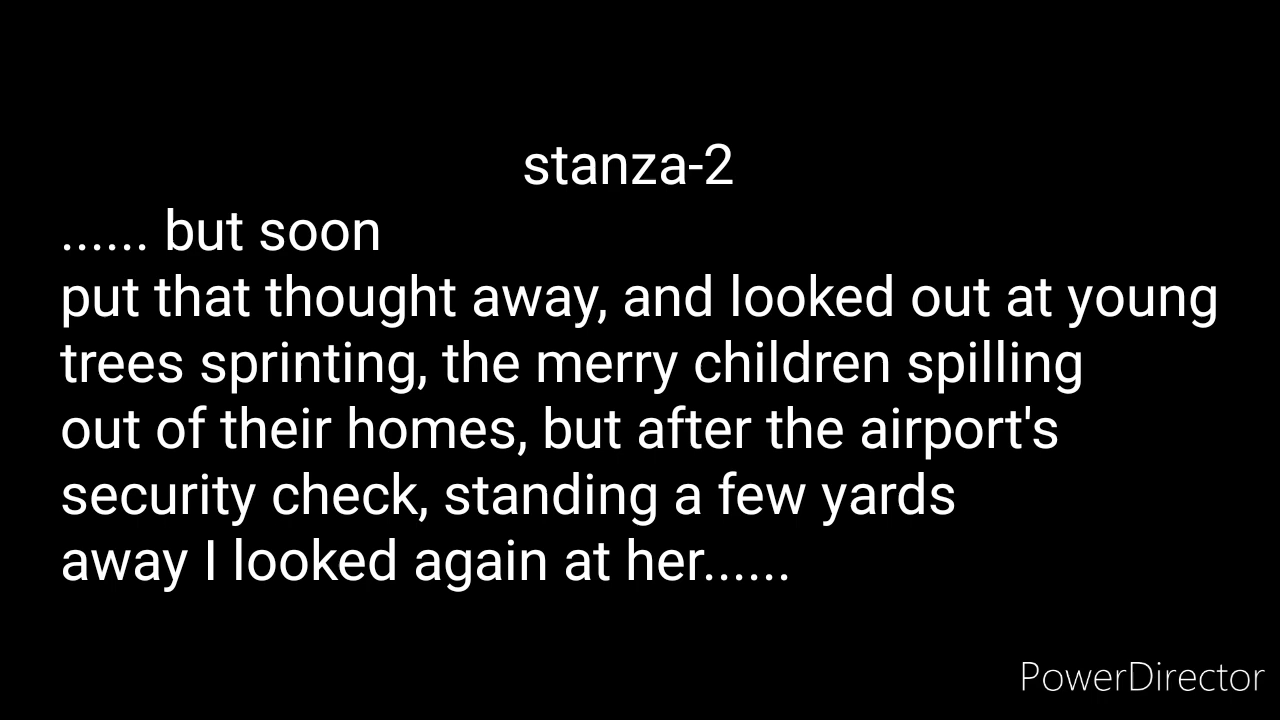 stanza-2
...... but soon
put that thought away, and looked out at young
trees sprinting, the merry children spilling
out of their homes, but after the airport's
security check, standing a few yards
away I looked again at her......
PowerDirector